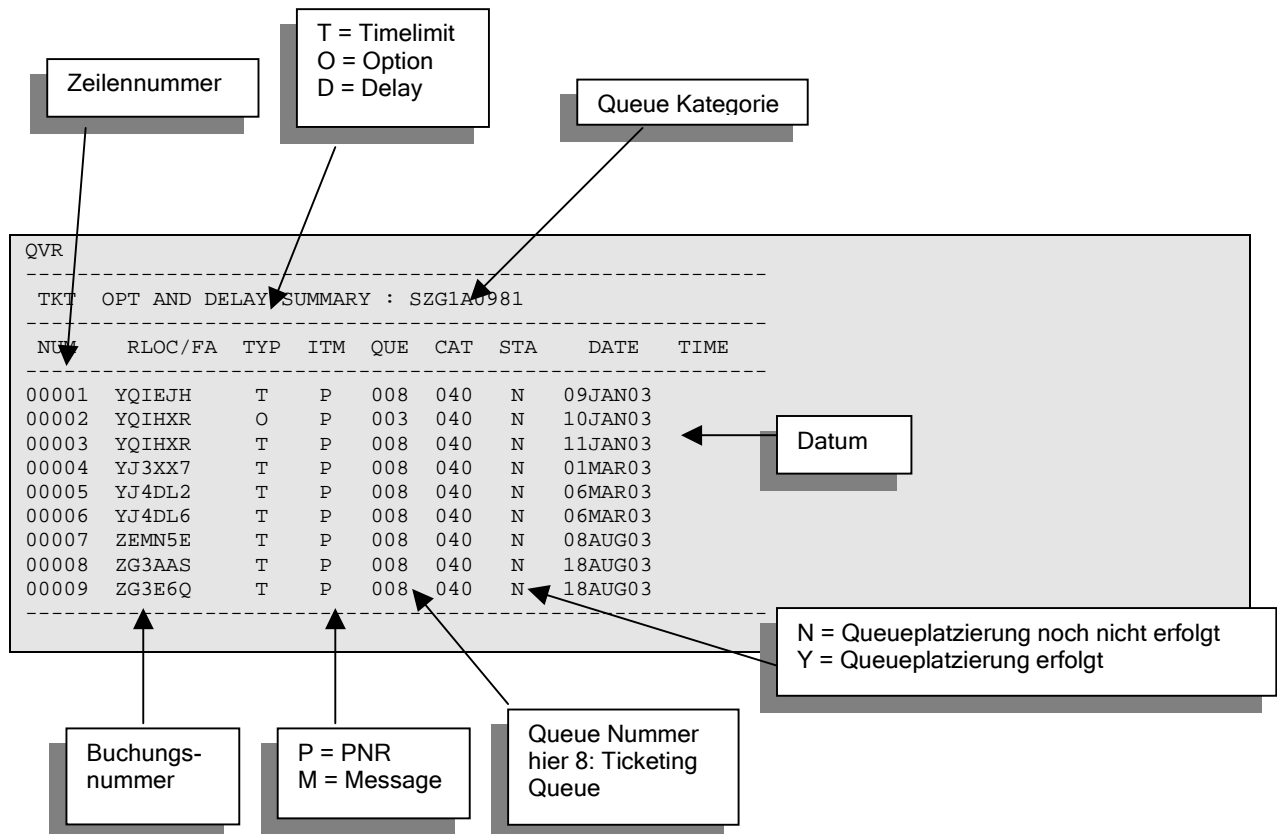 T = Timelimit
O = Option
D = Delay
Zeilennummer
Queue Kategorie
QVR
TKT OPT AND DELAY SUMMARY : SZG1A0981
NUM RLOC/FA TYP ITM QUE CAT STA DATE TIME
00001 YQIEJH T P 008 040 N 09JAN03
00002 YQIHXR O P 003 040 N 10JAN03
00003 YQIHXR T P 008 040 N 11JAN03
00004 YJ3XX7 T P 008 040 N 01MAR03
00005 YJ4DL2 T P 008 040 N 06MAR03
00006 YJ4DL6 T P 008 040 N 06MAR03
00007 ZEMN5E T P 008 040 N 08AUG03
00008 ZG3AAS T P 008 040 N 18AUG03
00009 ZG3E6Q T P 008 040 N 18AUG03
Datum
N = Queueplatzierung noch nicht erfolgt
Y = Queueplatzierung erfolgt
Buchungs-
nummer
P = PNR
M = Message
Queue Nummer
hier 8: Ticketing
Queue